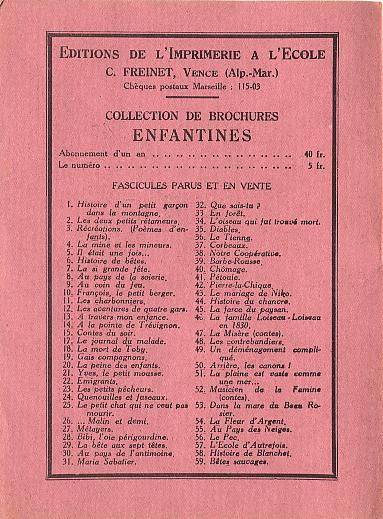 EDITIONS DE L'IMPRIMERIE A L'ECOLE
C. FREINET, VENCE (Alp.-Mar.)
Chèques postaux Marseille : 115-03
COLLECTION DE BROCHURES
ENFANTINES
Abonnement d'un an .. .. .. .. .. .. .. .. .. .. .. .. .. 40 fr.
Le numéro .. .. .. .. .. .. .. .. .. .. .. .. .. .. .. .. 5 fr.
FASCICULES PARUS ET EN VENTE
1. Histoire d'un petit garçon
dans la montagne.
2. Les deux petits rétameurs.
3. Récréations. (Poèmes d'en-
fants).
4. La mine et les mineurs.
5. Il était une fois...
6. Histoire de bêtes.
7. La si grande fête.
8. Au pays de la soierie.
9. Au coin du feu.
10. François, le petit berger.
11. Les charbonniers.
12. Les aventures de quatre gars.
13. A travers mon enfance.
14. A la pointe de Trévignon.
15. Contes du soir.
17. Le journal du malade.
18. La mort de Toby.
19. Gais compagnons.
20. La peine des enfants.
21. Yves, le petit mousse.
22. Emigrants.
23. Les petits pêcheurs.
24. Quenouilles et fuseaux.
25. Le petit chat qui ne veut pas
mourir.
26. ... Malin et demi.
27. Métayers.
28. Bibi, l'oie périgourdine.
29. La bête aux sept têtes.
30. Au pays de l'antimoine.
31. Maria Sabatier.
32. Que sais-tu ?
33. En forêt.
34. L'oiseau qui fut trouvé mort.
35. Diables.
36. Le Tienne.
37. Corbeaux.
38. Notre Coopérative.
39. Barbe-Rousse.
40. Chômage.
41. Pétoule.
42. Pierre-la-Chique.
43. Le mariage de Niko.
44. Histoire du chanvre.
45. La farce du paysan.
46. La famille Loiseau-Loiseau
en 1830.
47. La Misère (contes).
48. Les contrebandiers.
49. Un déménagement compli-
qué.
50. Arrière, les canons !
51. La plaine est vaste comme
une mer...
52. Musicien de la Famine
(contes).
53. Dans la mare du Beau Ro-
sier.
54. La Fleur d'Argent.
55. Au Pays des Neiges.
56. Le Pec.
57. L'Ecole d'Autrefois.
58. Histoire de Blanchet.
59. Bêtes sauvages.